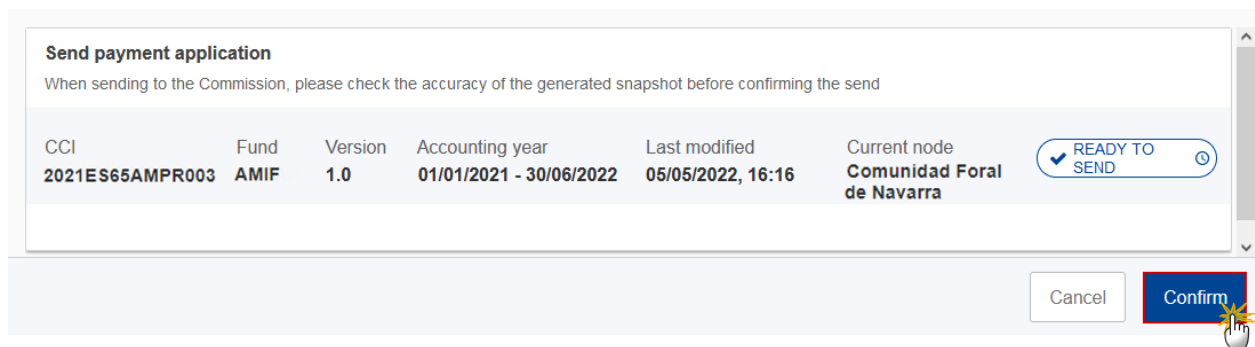 Send payment application
When sending to the Commission, please check the accuracy of the generated snapshot before confirming the send
CCI Fund Version Accounting year Last modified Current node
2021ES65AMPR003 AMIF 1.0 01/01/2021 - 30/06/2022 05/05/2022, 16:16 Comunidad Foral
de Navarra
READY TO
SEND
Cancel Confirm